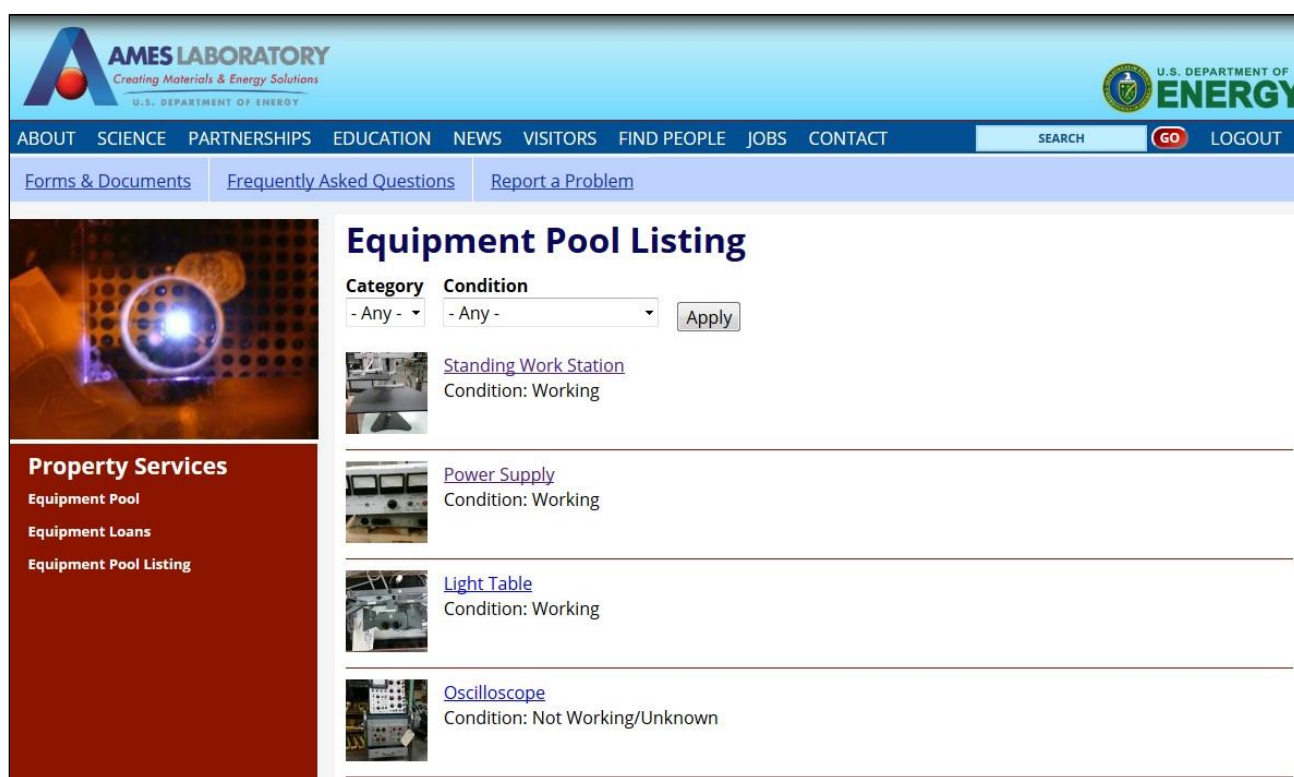 AMES LABORATORY
Creating Materials & Energy Solutions
U.S. DEPARTMENT OF ENERGY
U.S. DEPARTMENT OF
ENERGY
ABOUT SCIENCE PARTNERSHIPS EDUCATION NEWS VISITORS FIND PEOPLE JOBS CONTACT SEARCH GO LOGOUT
Forms & Documents Frequently Asked Questions Report a Problem
Equipment Pool Listing
Category Condition
- Any - - Any - Apply
Standing Work Station
Condition: Working
Property Services
Equipment Pool
Equipment Loans
Equipment Pool Listing
Power Supply
Condition: Working
Light Table
Condition: Working
Oscilloscope
Condition: Not Working/Unknown